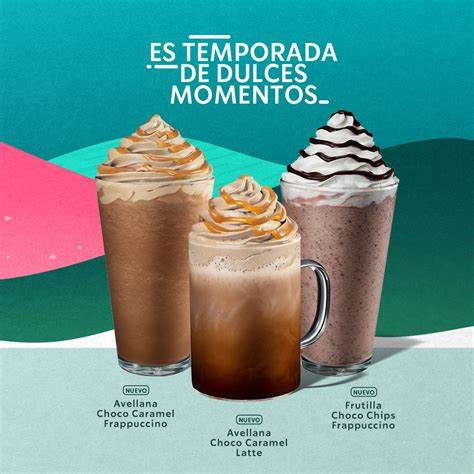 ES TEMPORADA
DE DULCES
MOMENTOS
NUEVO
Avellana
Choco Caramel
Frappuccino
NUEVO
Avellana
Choco Caramel
Latte
NUEVO
Frutilla
Choco Chips
Frappuccino